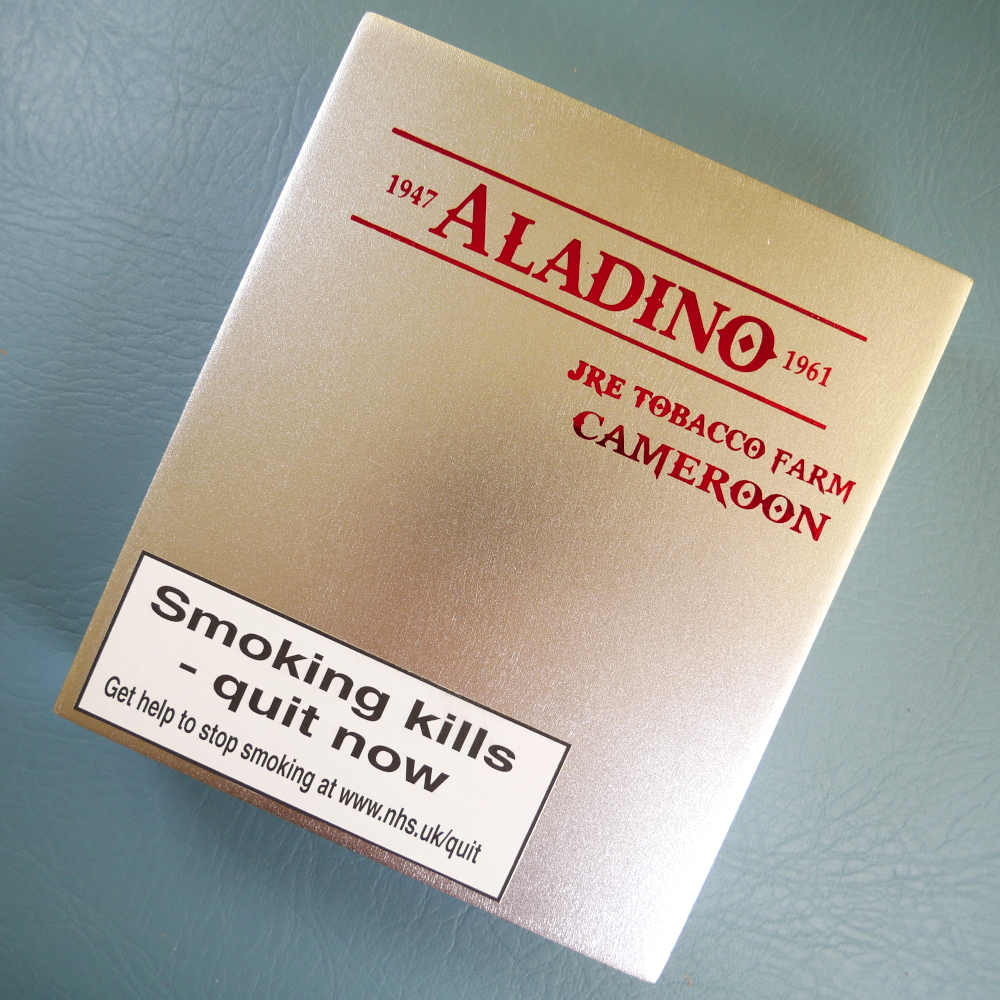 1947 ALADINO 1961
JRE TOBACCO FARM
CAMEROON
Smoking kills
- quit now
Get help to stop smoking at www.nhs.uk/quit